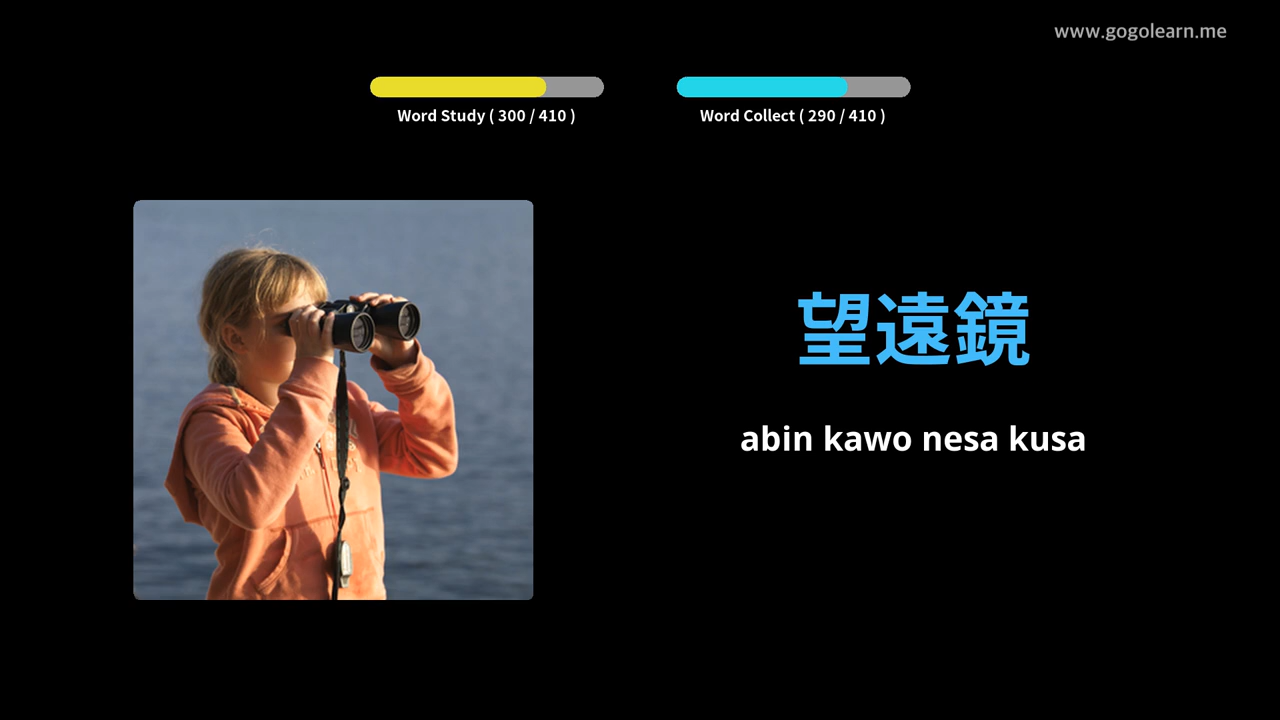 www.gogolearn.me
Word Study ( 300 / 410 )
Word Collect ( 290 / 410 )
望遠鏡
abin kawo nesa kusa